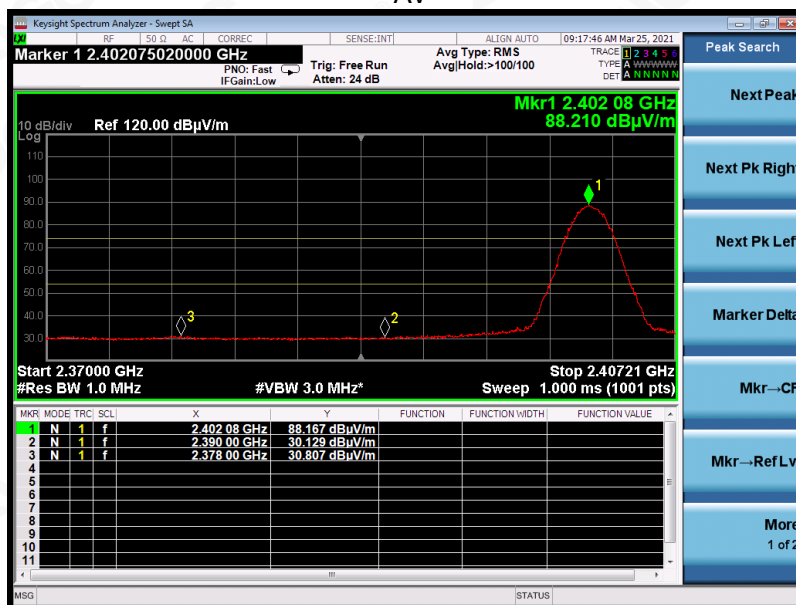 AV
Keysight Spectrum Analyzer - Swept SA
LXI RF 50 Ω AC CORREC SENSE:INT ALIGN AUTO 09:17:46 AM Mar 25, 2021
Marker 1 2.402075020000 GHz
PNO: Fast
IFGain:Low
Trig: Free Run
Atten: 24 dB
Avg Type: RMS
Avg|Hold:>100/100
TRACE 1 2 3 4 5 6
TYPE A WWWWW
DET A N N N N N
Peak Search
Mkr1 2.402 08 GHz
88.210 dBµV/m
10 dB/div Ref 120.00 dBµV/m
Log
110
100
90.0
80.0
70.0
60.0
50.0
40.0
30.0
1
3
2
Start 2.37000 GHz
Stop 2.40721 GHz
#Res BW 1.0 MHz
#VBW 3.0 MHz*
Sweep 1.000 ms (1001 pts)
MKR MODE TRC SCL X Y FUNCTION FUNCTION WIDTH FUNCTION VALUE
1 N 1 f 2.402 08 GHz 88.167 dBµV/m
2 N 1 f 2.390 00 GHz 30.129 dBµV/m
3 N 1 f 2.378 00 GHz 30.807 dBµV/m
4
5
6
7
8
9
10
11
MSG
STATUS
Next Peak
Next Pk Right
Next Pk Left
Marker Delta
Mkr→CF
Mkr→Ref Lvl
More
1 of 2